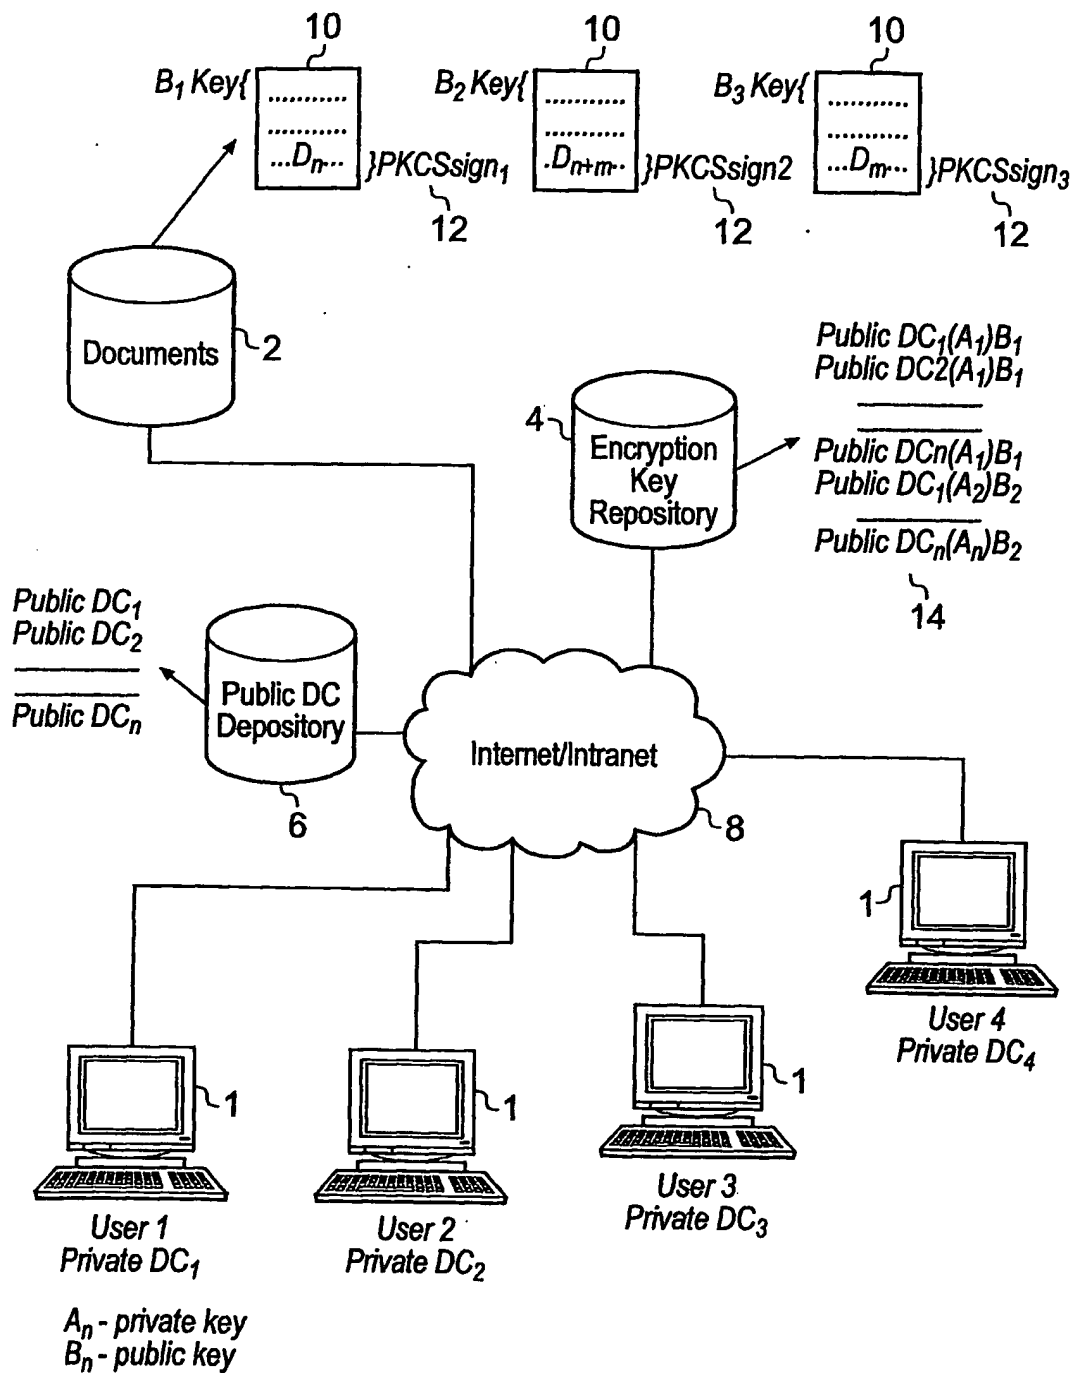 10 10 10
B₁ Key{ B₂ Key{ B₃ Key{
...Dₙ... .Dₙ₊ₘ.. ...Dₘ...
}PKCSsign₁ }PKCSsign2 }PKCSsign₃
12 12 12
Documents
2
Public DC₁(A₁)B₁
Public DC2(A₁)B₁
Public DCn(A₁)B₁
Public DC₁(A₂)B₂
Public DCₙ(Aₙ)B₂
14
4
Encryption
Key
Repository
Public DC₁
Public DC₂
Public DCₙ
Public DC
Depository
6
Internet/Intranet
8
1
User 4
Private DC₄
1
User 1
Private DC₁
1
User 2
Private DC₂
1
User 3
Private DC₃
Aₙ - private key
Bₙ - public key